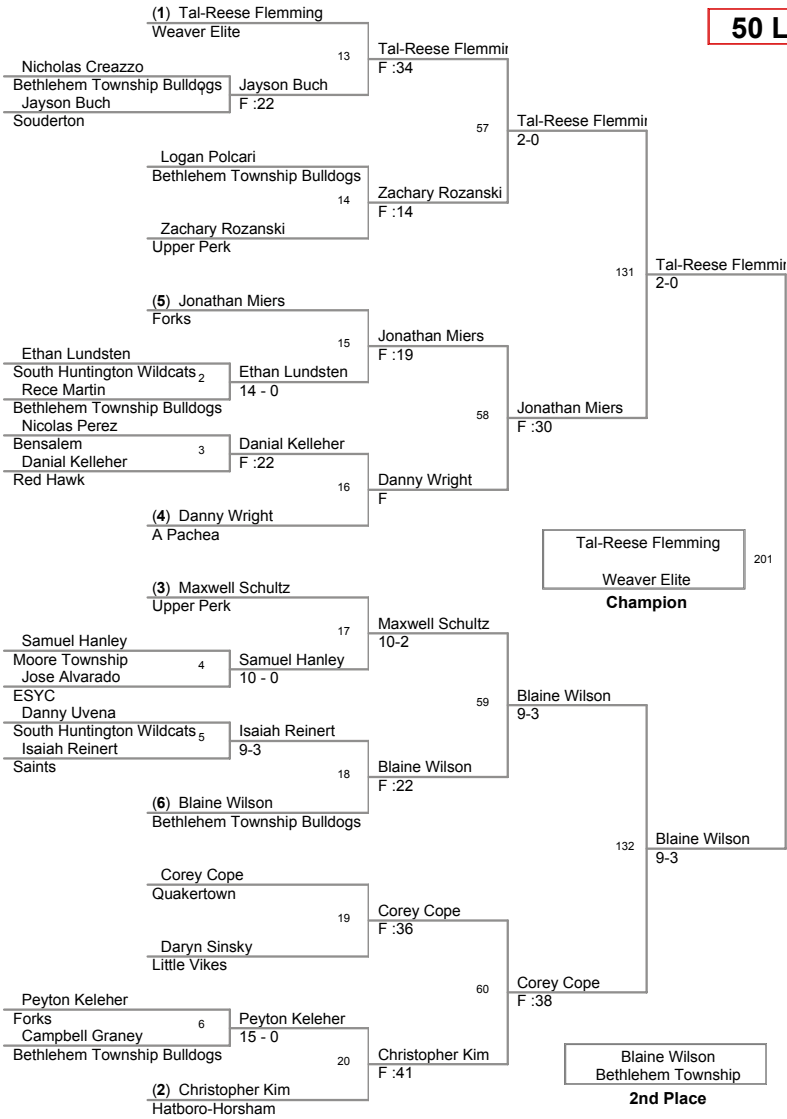 (1) Tal-Reese Flemming
50 L
Weaver Elite
13
Tal-Reese Flemmin
F :34
Nicholas Creazzo
Bethlehem Township Bulldogs
Jayson Buch
Jayson Buch
F :22
Souderton
57
Tal-Reese Flemmin
2-0
Logan Polcari
Bethlehem Township Bulldogs
14
Zachary Rozanski
F :14
Zachary Rozanski
Upper Perk
131
Tal-Reese Flemmin
2-0
(5) Jonathan Miers
Forks
15
Jonathan Miers
F :19
Ethan Lundsten
South Huntington Wildcats 2
Ethan Lundsten
Rece Martin
14 - 0
Bethlehem Township Bulldogs
58
Jonathan Miers
F :30
Nicolas Perez
Bensalem
3
Danial Kelleher
Danial Kelleher
F :22
Red Hawk
16
Danny Wright
F
(4) Danny Wright
A Pachea
Tal-Reese Flemming
201
Weaver Elite
Champion
(3) Maxwell Schultz
Upper Perk
17
Maxwell Schultz
10-2
Samuel Hanley
Moore Township
4
Samuel Hanley
Jose Alvarado
10 - 0
ESYC
59
Blaine Wilson
9-3
Danny Uvena
South Huntington Wildcats 5
Isaiah Reinert
Isaiah Reinert
9-3
Saints
18
Blaine Wilson
F :22
(6) Blaine Wilson
Bethlehem Township Bulldogs
132
Blaine Wilson
9-3
Corey Cope
Quakertown
19
Corey Cope
F :36
Daryn Sinsky
Little Vikes
60
Corey Cope
F :38
Peyton Keleher
Forks
6
Peyton Keleher
Campbell Graney
15 - 0
Bethlehem Township Bulldogs
20
Christopher Kim
F :41
(2) Christopher Kim
Hatboro-Horsham
Blaine Wilson
Bethlehem Township
2nd Place